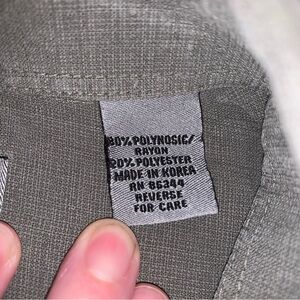 80% POLYNOSIC/
RAYON
20% POLYESTER
MADE IN KOREA
RN 86344
REVERSE
FOR CARE